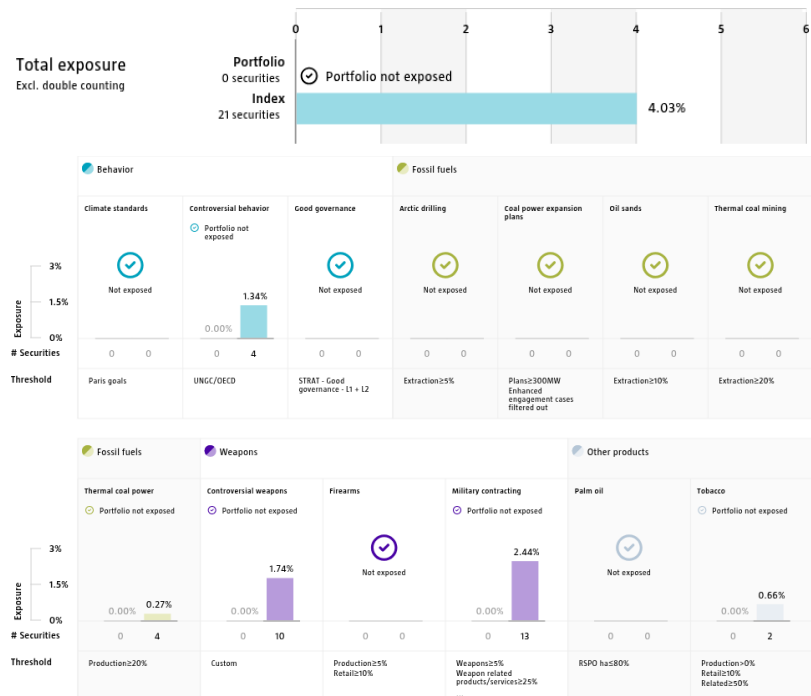 0 1 2 3 4 5 6
Total exposure
Excl. double counting
Portfolio
0 securities
Portfolio not exposed
Index
21 securities
4.03%
Behavior
Fossil fuels
Climate standards
Controversial behavior
Good governance
Arctic drilling
Coal power expansion
plans
Oil sands
Thermal coal mining
Portfolio not
exposed
Not exposed
Not exposed
Not exposed
Not exposed
Not exposed
Not exposed
Exposure
3%
1.5%
0%
0.00%
1.34%
# Securities
0 0
0 4
0 0
0 0
0 0
0 0
0 0
Threshold
Paris goals
UNGC/OECD
STRAT - Good
governance - L1 + L2
Extraction≥5%
Plans≥300MW
Enhanced
engagement cases
filtered out
Extraction≥10%
Extraction≥20%
Fossil fuels
Weapons
Other products
Thermal coal power
Controversial weapons
Firearms
Military contracting
Palm oil
Tobacco
Portfolio not exposed
Portfolio not exposed
Portfolio not exposed
Portfolio not exposed
Not exposed
Not exposed
Exposure
3%
1.5%
0%
0.00% 0.27%
0.00% 1.74%
0.00% 2.44%
0.00% 0.66%
# Securities
0 4
0 10
0 0
0 13
0 0
0 2
Threshold
Production≥20%
Custom
Production≥5%
Retail≥10%
Weapons≥5%
Weapon related
products/services≥25%
RSPO ha≤80%
Production>0%
Retail≥10%
Related≥50%